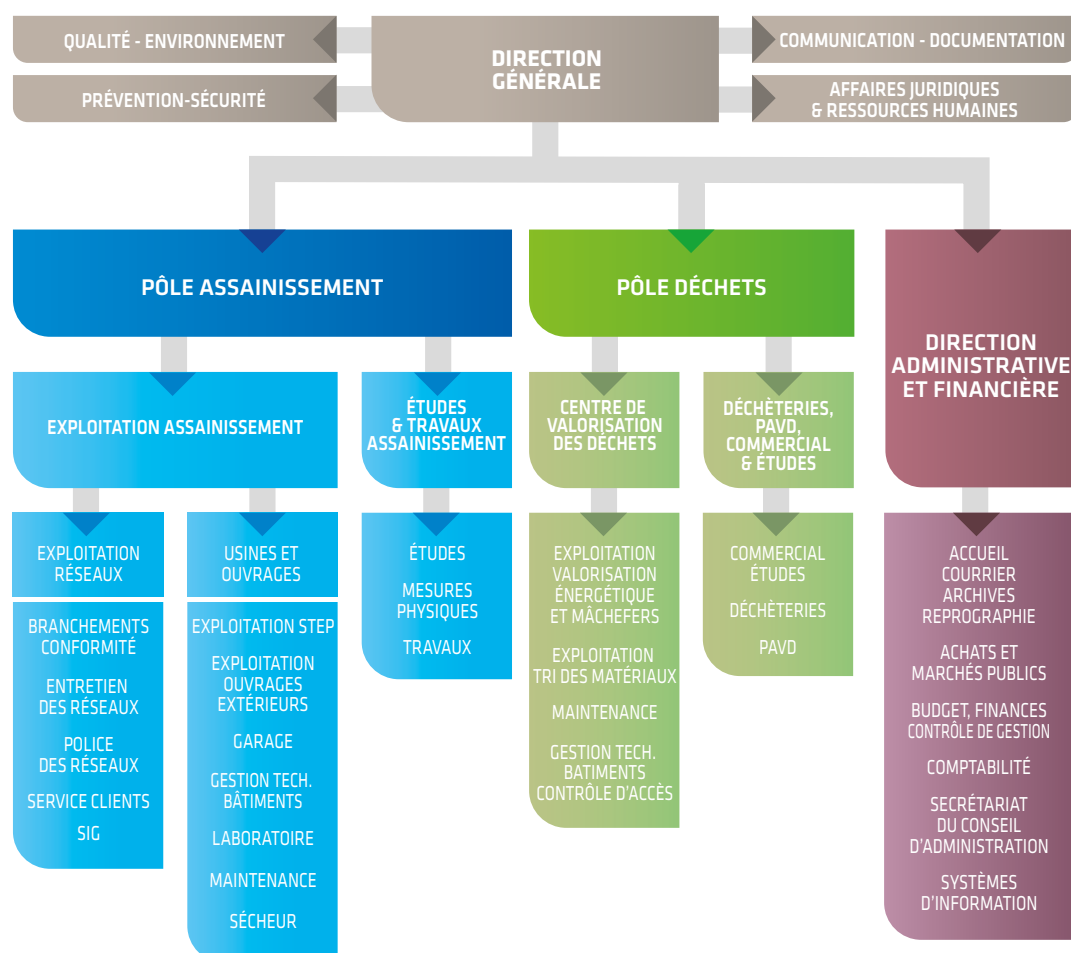 QUALITÉ - ENVIRONNEMENT
PRÉVENTION-SÉCURITÉ
DIRECTION
GÉNÉRALE
COMMUNICATION - DOCUMENTATION
AFFAIRES JURIDIQUES
& RESSOURCES HUMAINES
PÔLE ASSAINISSEMENT
PÔLE DÉCHETS
DIRECTION
ADMINISTRATIVE
ET FINANCIÈRE
EXPLOITATION ASSAINISSEMENT
ÉTUDES
& TRAVAUX
ASSAINISSEMENT
CENTRE DE
VALORISATION
DES DÉCHETS
DÉCHÈTERIES,
PAVD,
COMMERCIAL
& ÉTUDES
EXPLOITATION
RÉSEAUX
BRANCHEMENTS
CONFORMITÉ
ENTRETIEN
DES RÉSEAUX
POLICE
DES RÉSEAUX
SERVICE CLIENTS
SIG
USINES ET
OUVRAGES
EXPLOITATION STEP
EXPLOITATION
OUVRAGES
EXTÉRIEURS
GARAGE
GESTION TECH.
BÂTIMENTS
LABORATOIRE
MAINTENANCE
SÉCHEUR
ÉTUDES
MESURES
PHYSIQUES
TRAVAUX
EXPLOITATION
VALORISATION
ÉNERGÉTIQUE
ET MÂCHEFERS
EXPLOITATION
TRI DES MATÉRIAUX
MAINTENANCE
GESTION TECH.
BATIMENTS
CONTRÔLE D'ACCÈS
COMMERCIAL
ÉTUDES
DÉCHÈTERIES
PAVD
ACCUEIL
COURRIER
ARCHIVES
REPROGRAPHIE
ACHATS ET
MARCHÉS PUBLICS
BUDGET, FINANCES
CONTRÔLE DE GESTION
COMPTABILITÉ
SECRÉTARIAT
DU CONSEIL
D'ADMINISTRATION
SYSTÈMES
D'INFORMATION